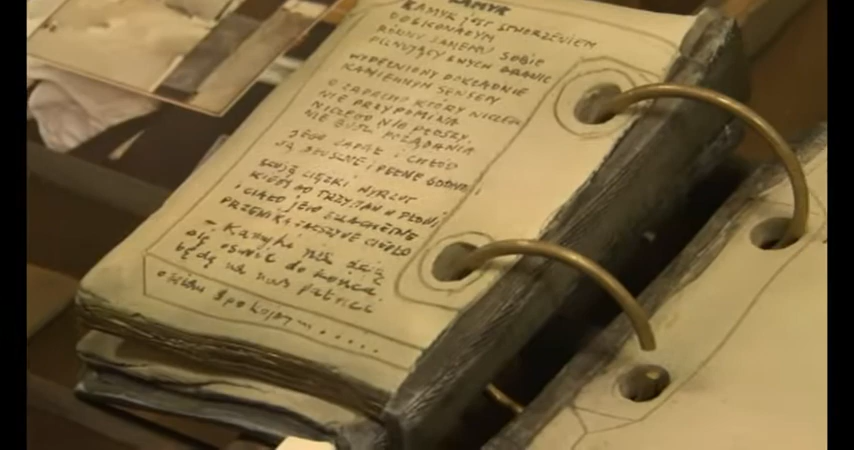 KAMYK
KAMYK jEST STWORZENIEM
DOSKONAŁYM
RÓWNY SAMEMU SOBIE
PILNUJĄCY SWYCH GRANIC
WYPEŁNIONY DOKŁADNIE
KAMIENNYM SENSEM
O ZAPACHU KTÓRY NICZEGO
NIE PRZYPOMINA
NICZEGO NIE PŁOSZY
NIE BUDZI POŻĄDANIA
JEGO ZAPAŁ i CHŁÓD
SĄ SŁUSZNE i PEŁNE GODNOŚCI
CZUJĘ CIĘŻKI WYRZUT
KIEDY GO TRZYMAM W DŁONI
i CIAŁO jEGO SZLACHETNE
PRZENIKA FAŁSZYWE CIEPŁO
– Kamyki nie dają
się oswoić do końca
będą na nas patrzeć
okiem spokojnym.....